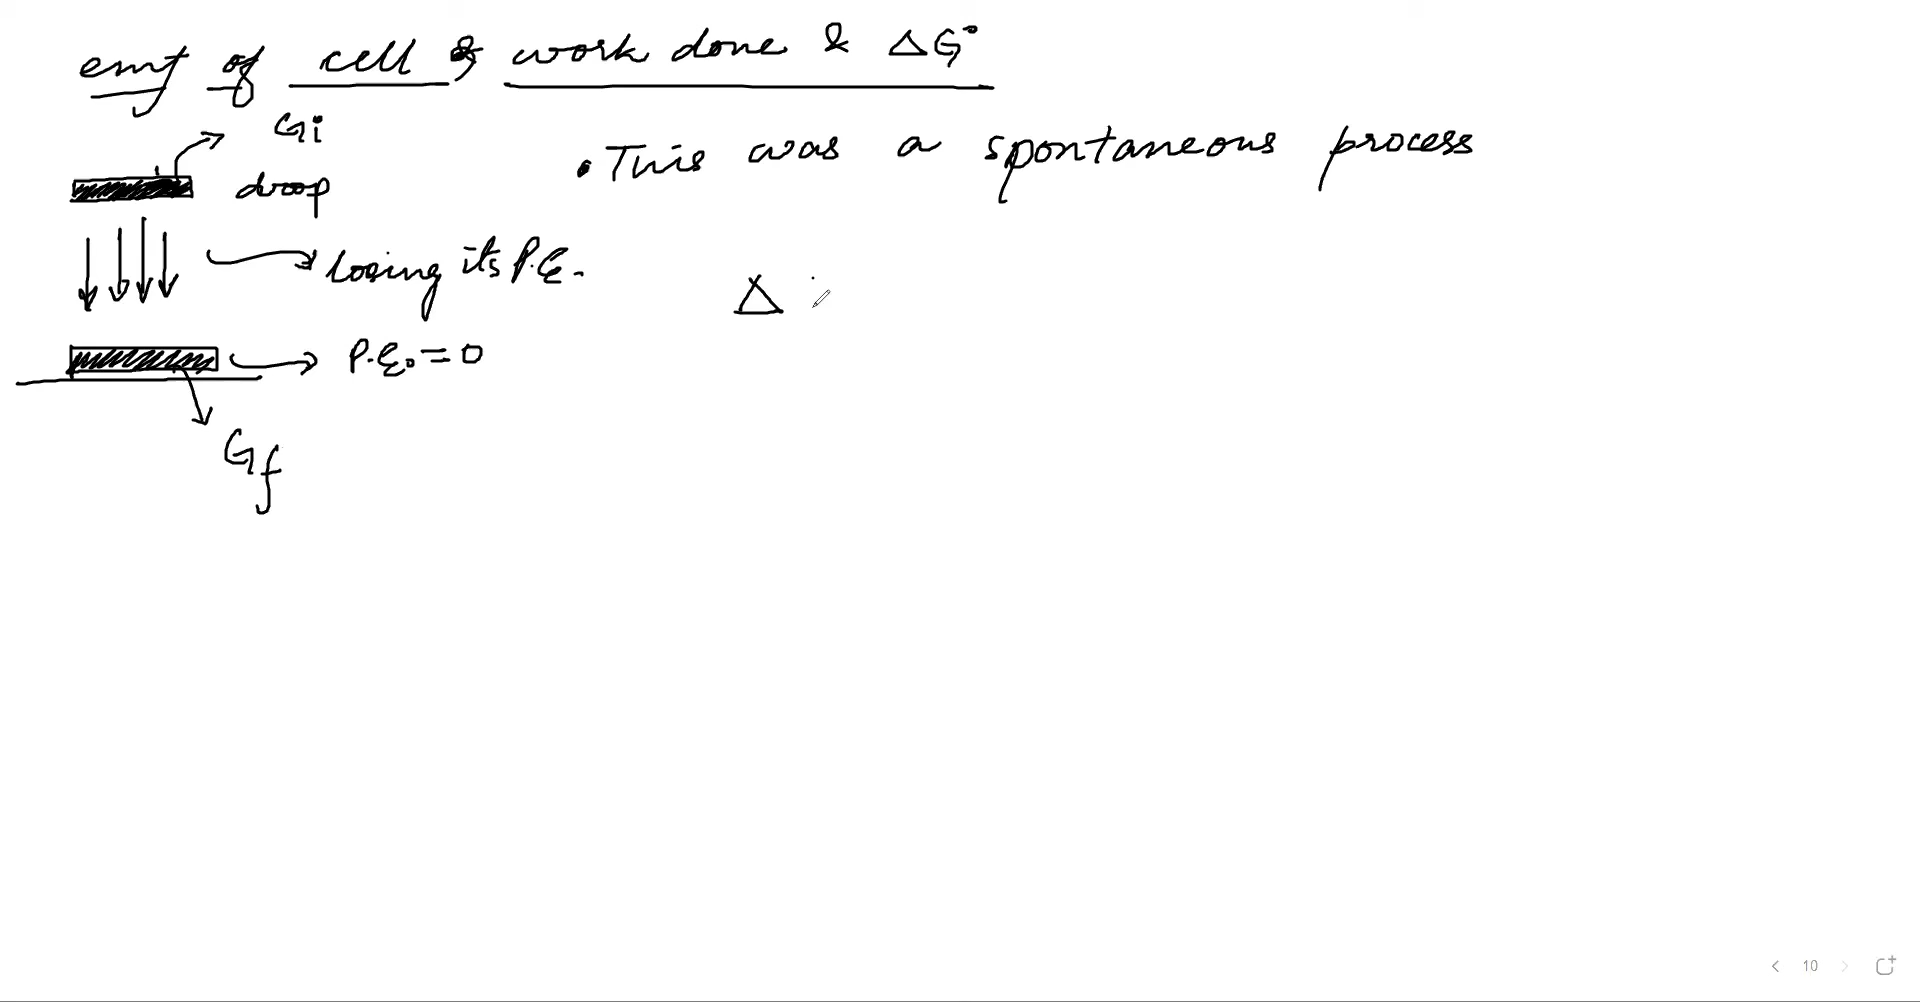 emf of cell & work done & ΔG°
Gi
• This was a spontaneous process
drop
losing its P.E.
Δ
P.E. = 0
Gf
10